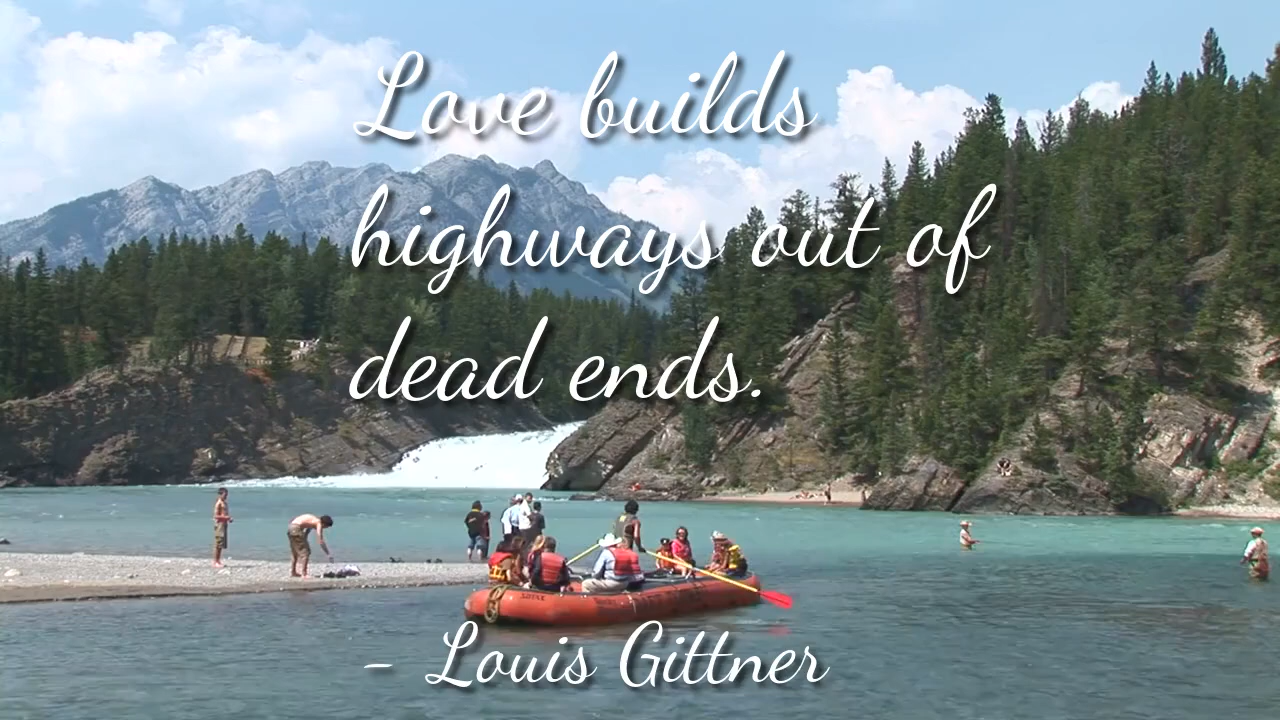 Love builds
highways out of
dead ends.
- Louis Gittner